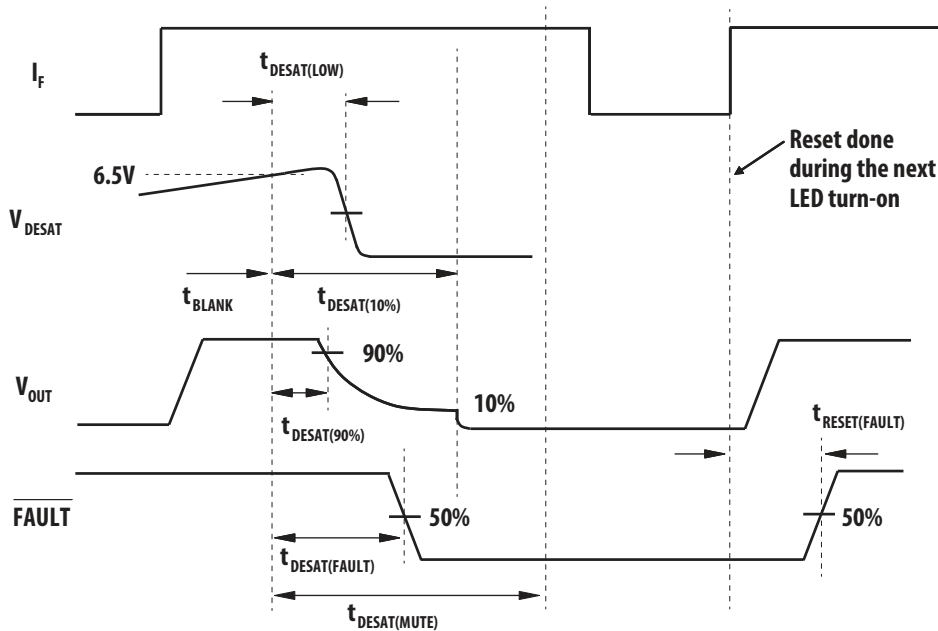 I_F
t_DESAT(LOW)
Reset done
during the next
LED turn-on
6.5V
V_DESAT
t_BLANK
t_DESAT(10%)
90%
V_OUT
10%
t_DESAT(90%)
t_RESET(FAULT)
FAULT
50%
50%
t_DESAT(FAULT)
t_DESAT(MUTE)